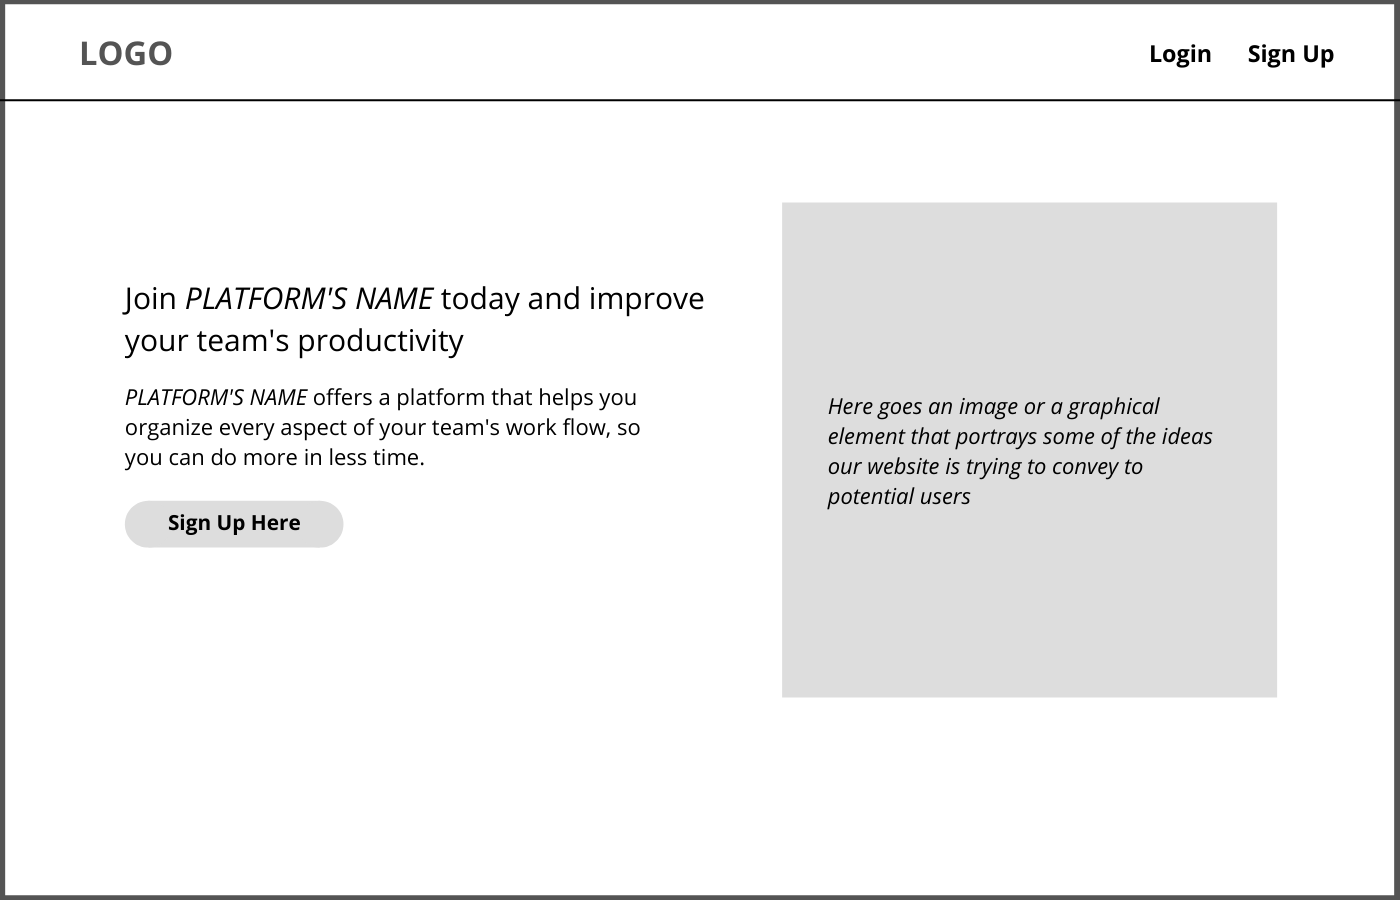 LOGO
Login
Sign Up
Join PLATFORM'S NAME today and improve
your team's productivity
PLATFORM'S NAME offers a platform that helps you
organize every aspect of your team's work flow, so
you can do more in less time.
Sign Up Here
Here goes an image or a graphical
element that portrays some of the ideas
our website is trying to convey to
potential users